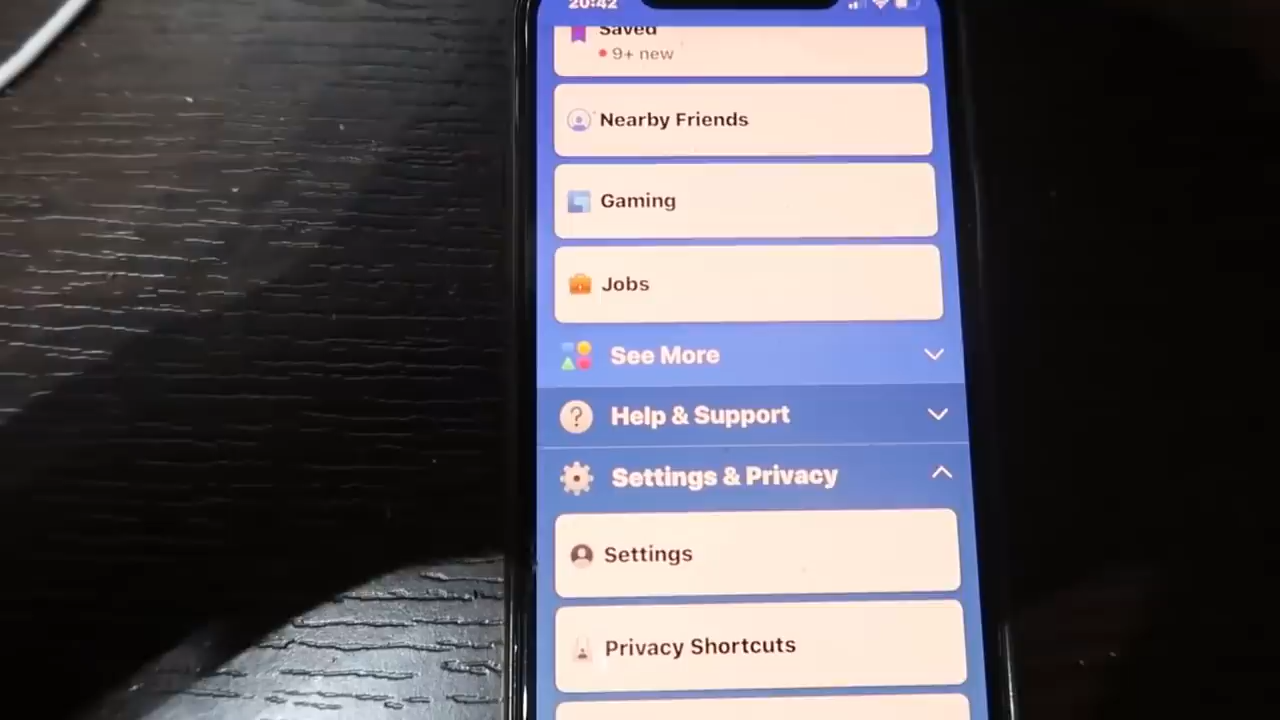 20:42
Saved
9+ new
Nearby Friends
Gaming
Jobs
See More
Help & Support
Settings & Privacy
Settings
Privacy Shortcuts